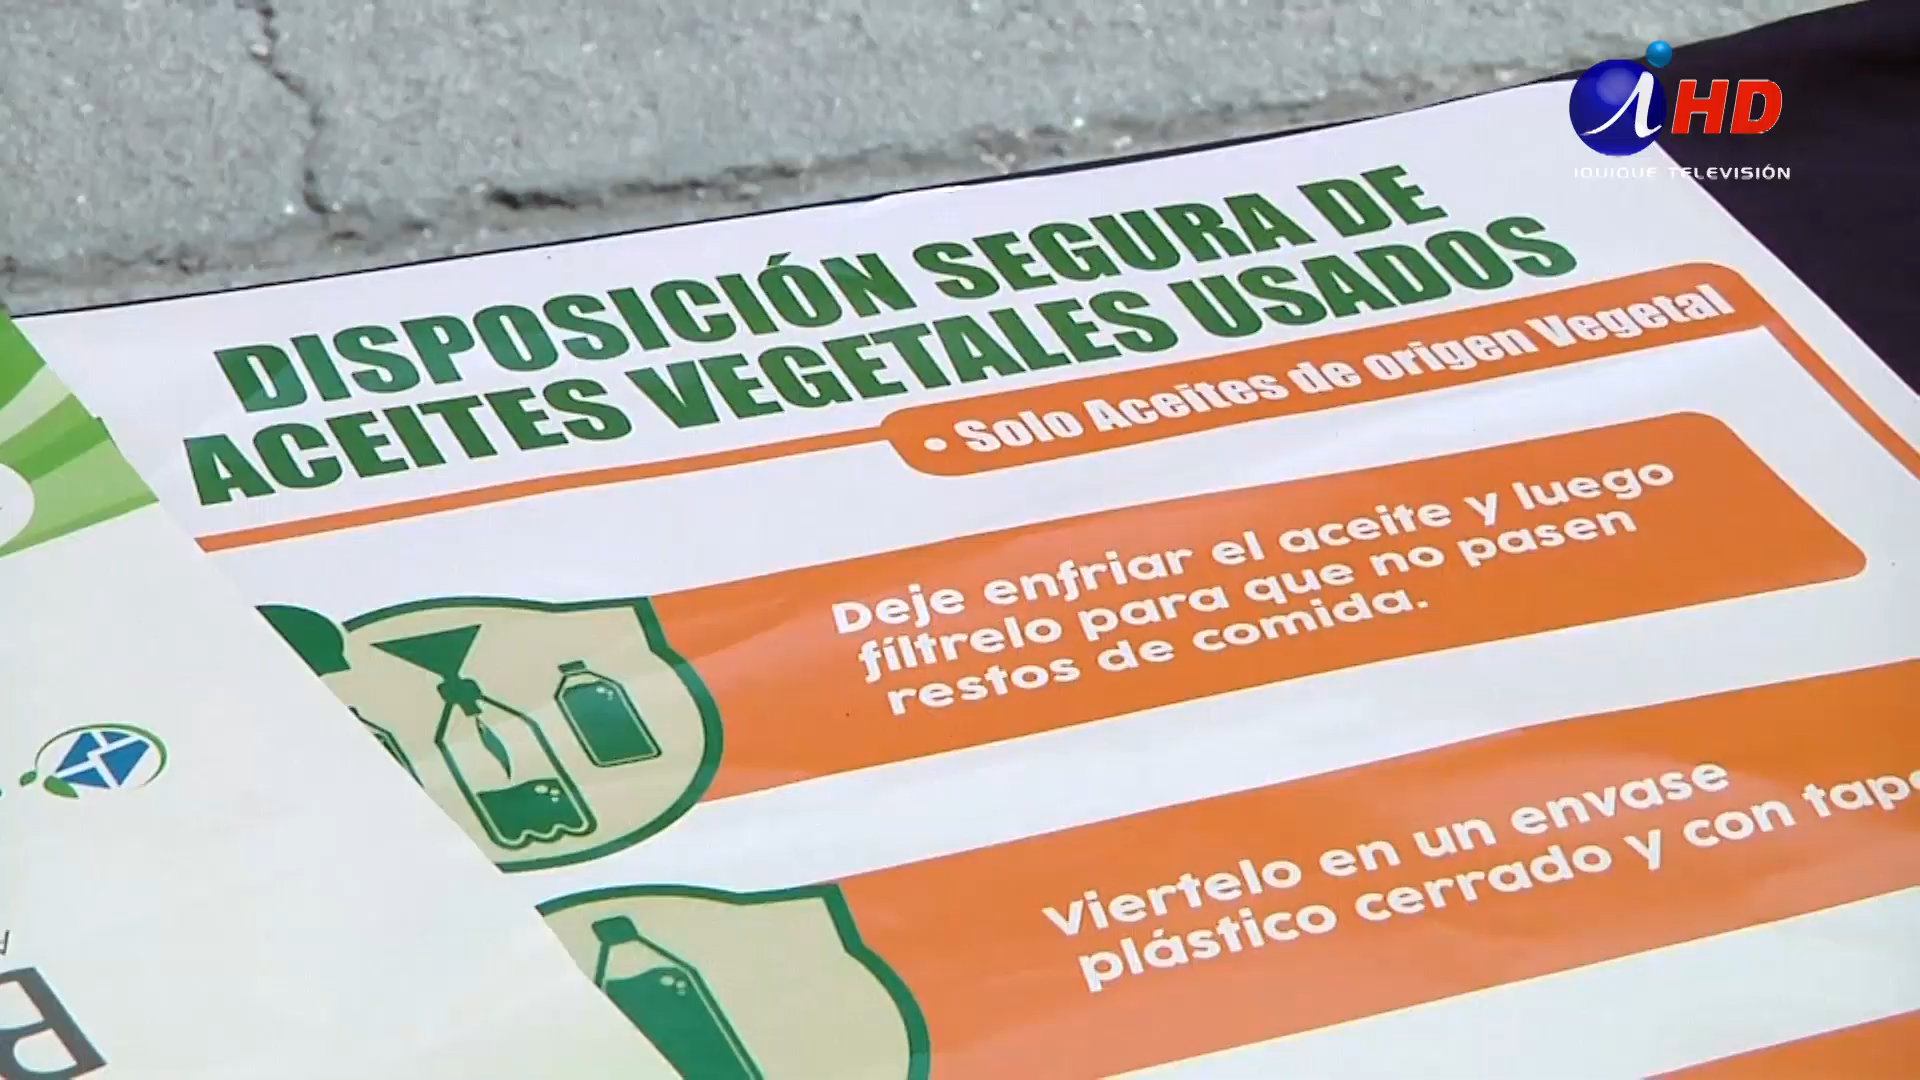 HD
IQUIQUE TELEVISIÓN
DISPOSICIÓN SEGURA DE
ACEITES VEGETALES USADOS
• Solo Aceites de origen Vegetal
Deje enfriar el aceite y luego
fíltrelo para que no pasen
restos de comida.
Viertelo en un envase
plástico cerrado y con